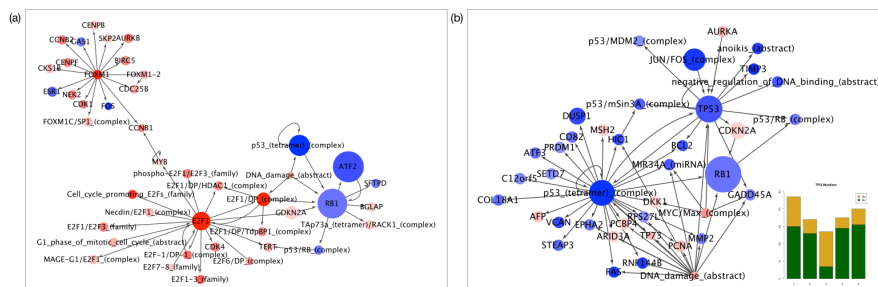 (a)
CENPB
CCNB2
GAS1
SKP2
AURKB
CENPF
BIRC5
CKS1B
FOXM1
FOXM1-2
ESR1
NEK2
CDC25B
CDK1
FOS
FOXM1C/SP1_(complex)
CCNB1
MYB
p53_(tetramer)_(complex)
phospho-E2F1/E2F3_(family)
ATF2
E2F1/DP/HDAC1_(complex)
DNA_damage_(abstract)
SFTPD
Cell_cycle_promoting_E2Fs_(family)
E2F1/DP_(complex)
RB1
BGLAP
Necdin/E2F1_(complex)
GDKN2A
E2F1
E2F1/E2F3_(family)
TAp73a_(tetramer)/RACK1_(complex)
E2F1/DP/TdpBP1_(complex)
G1_phase_of_mitotic_cell_cycle_(abstract)
CDK4
TERT
p53/RB_(complex)
E2F1/DP-1_(complex)
MAGE-G1/E2F1_(complex)
E2F6/DP_(complex)
E2F7-8_(family)
E2F1-3_(family)
(b)
AURKA
p53/MDM2_(complex)
anoikis_(abstract)
JUN/FOS_(complex)
TIMP3
negative_regulation_of_DNA_binding_(abstract)
p53/mSin3A_(complex)
TP53
DUSP1
p53/RB_(complex)
CD82
MSH2
HIC1
CDKN2A
PRDM1
ATF3
BCL2
MIR34A_(miRNA)
RB1
SETD7
C12orf5
p53_(tetramer)_(complex)
GADD45A
COL18A1
DKK1
AFP
RPS27L
MYC/Max_(complex)
VCAN
EPHA2
PCBP4
ARID3A
TP73
MMP2
STEAP3
PCNA
RNF144B
FAS
DNA_damage_(abstract)
TP53 Mutations